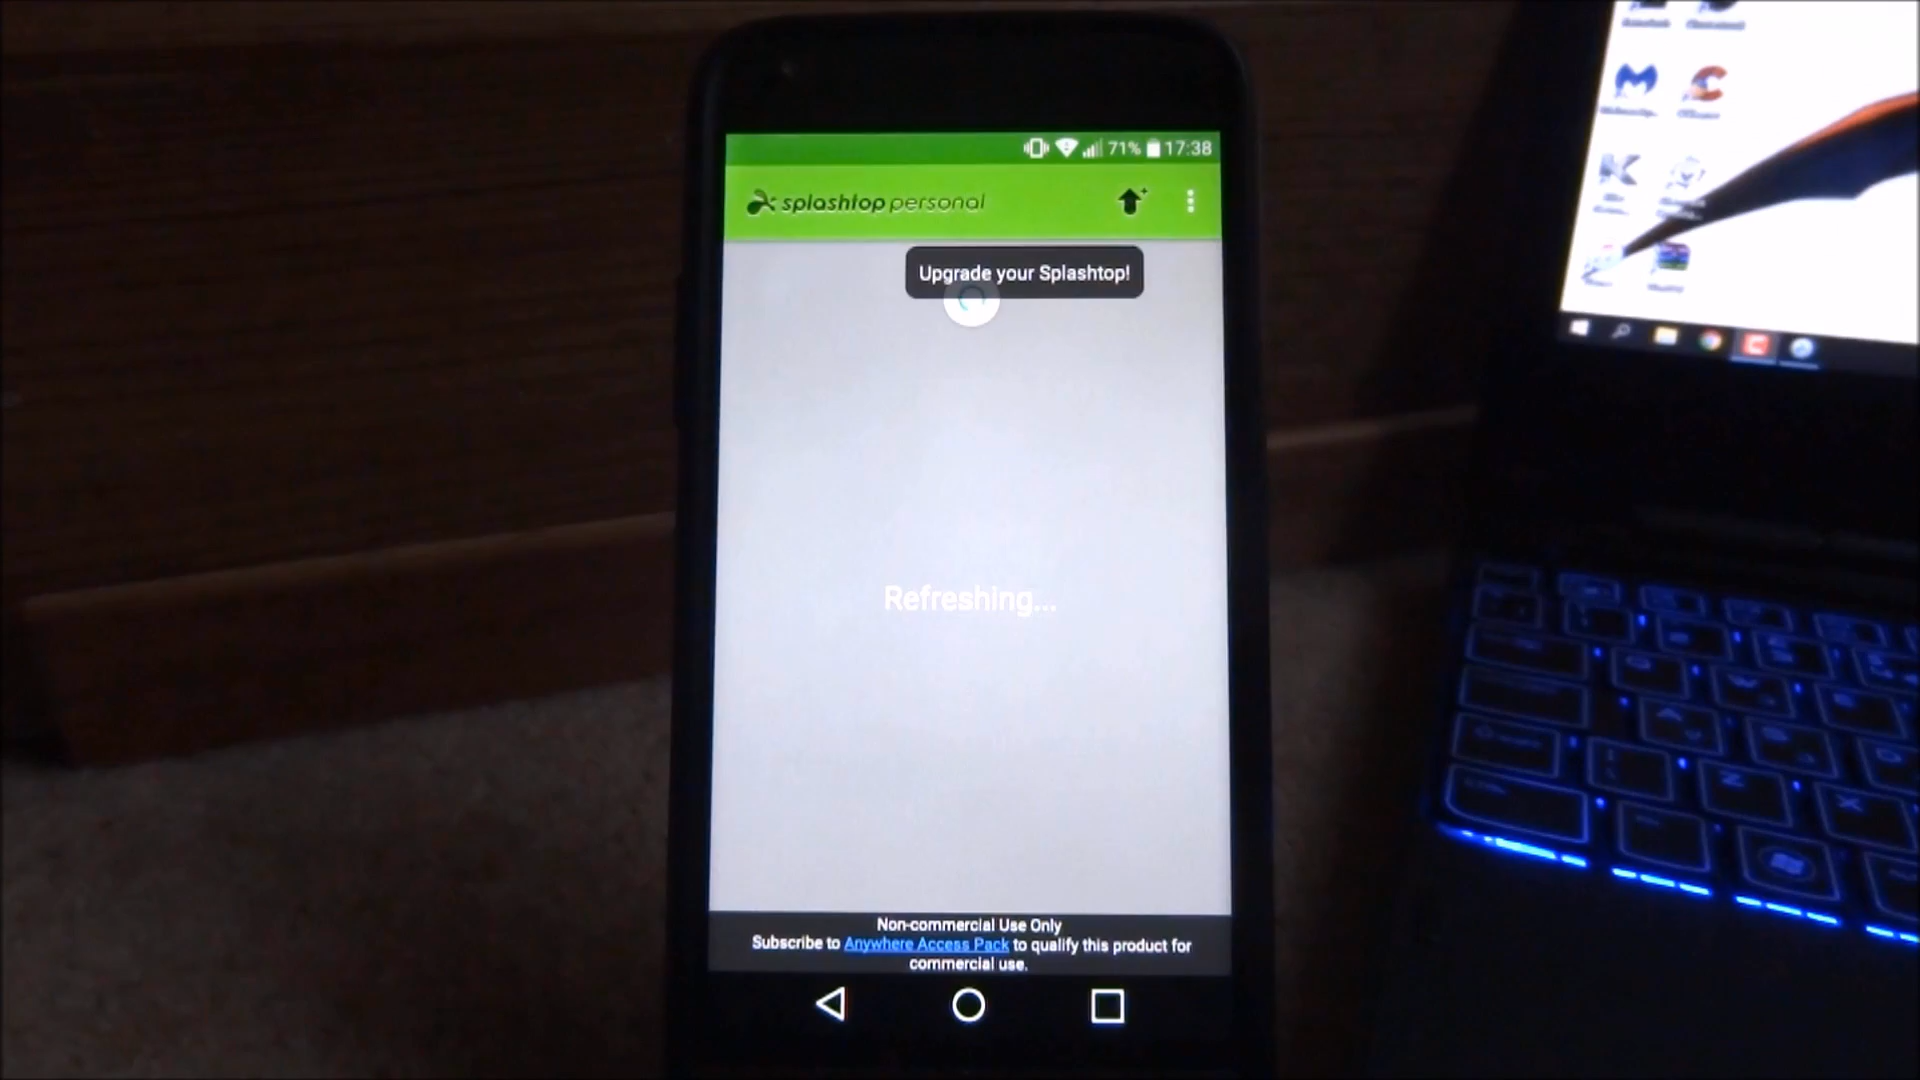 71% 17:38
splashtop personal
Upgrade your Splashtop!
Refreshing...
Non-commercial Use Only
Subscribe to Anywhere Access Pack to qualify this product for
commercial use.
Z
X